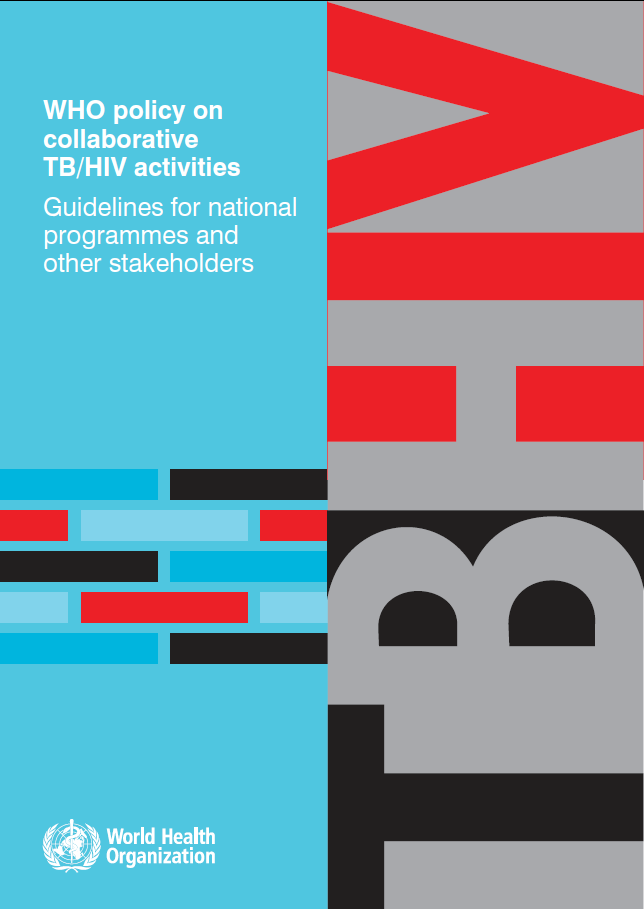 WHO policy on
collaborative
TB/HIV activities
Guidelines for national
programmes and
other stakeholders
TB HIV
World Health
Organization